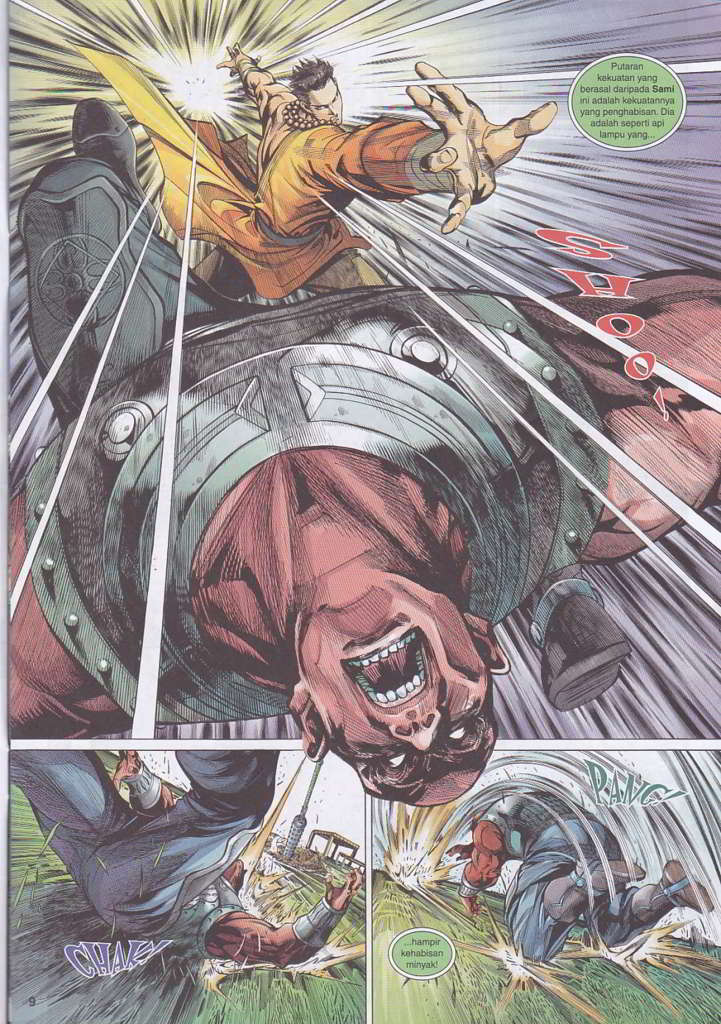 Putaran
kekuatan yang
berasal daripada Sami
ini adalah kekuatannya
yang penghabisan. Dia
adalah seperti api
lampu yang...
SHOO!
PANG
CHAK
...hampir
kehabisan
minyak!
9